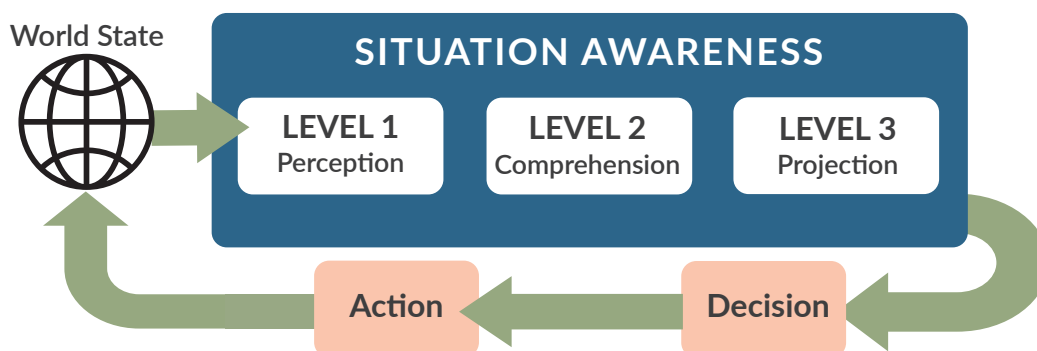 World State
SITUATION AWARENESS
LEVEL 1
Perception
LEVEL 2
Comprehension
LEVEL 3
Projection
Action
Decision